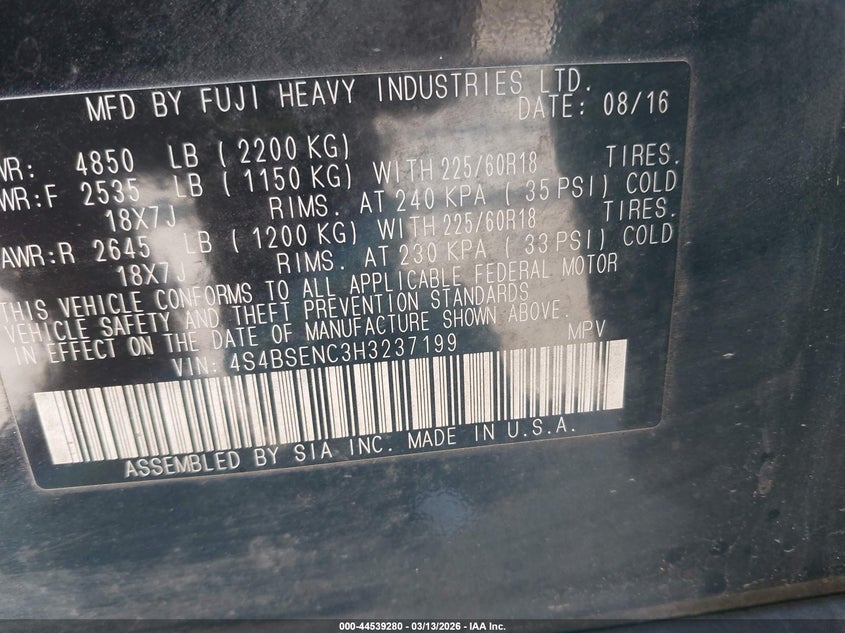 MFD BY FUJI HEAVY INDUSTRIES LTD.
DATE: 08/16
WR: 4850 LB ( 2200 KG)
WR:F 2535 LB ( 1150 KG) WITH 225/60R18 TIRES.
18X7J RIMS. AT 240 KPA ( 35 PSI) COLD
AWR:R 2645 LB ( 1200 KG) WITH 225/60R18 TIRES.
18X7J RIMS. AT 230 KPA ( 33 PSI) COLD
THIS VEHICLE CONFORMS TO ALL APPLICABLE FEDERAL MOTOR
VEHICLE SAFETY AND THEFT PREVENTION STANDARDS
IN EFFECT ON THE DATE OF MANUFACTURE SHOWN ABOVE.
VIN: 4S4BSENC3H3237199 MPV
ASSEMBLED BY SIA INC. MADE IN U.S.A.
000-44539280 - 03/13/2026 - IAA Inc.